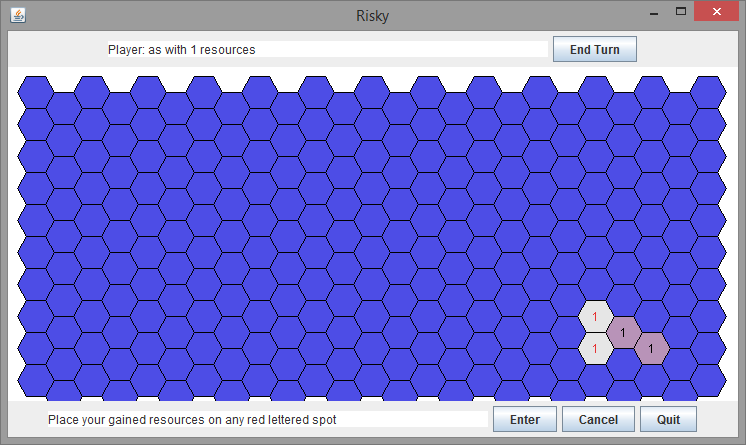 Risky
Player: as with 1 resources
End Turn
1
1
1
1
Place your gained resources on any red lettered spot
Enter
Cancel
Quit